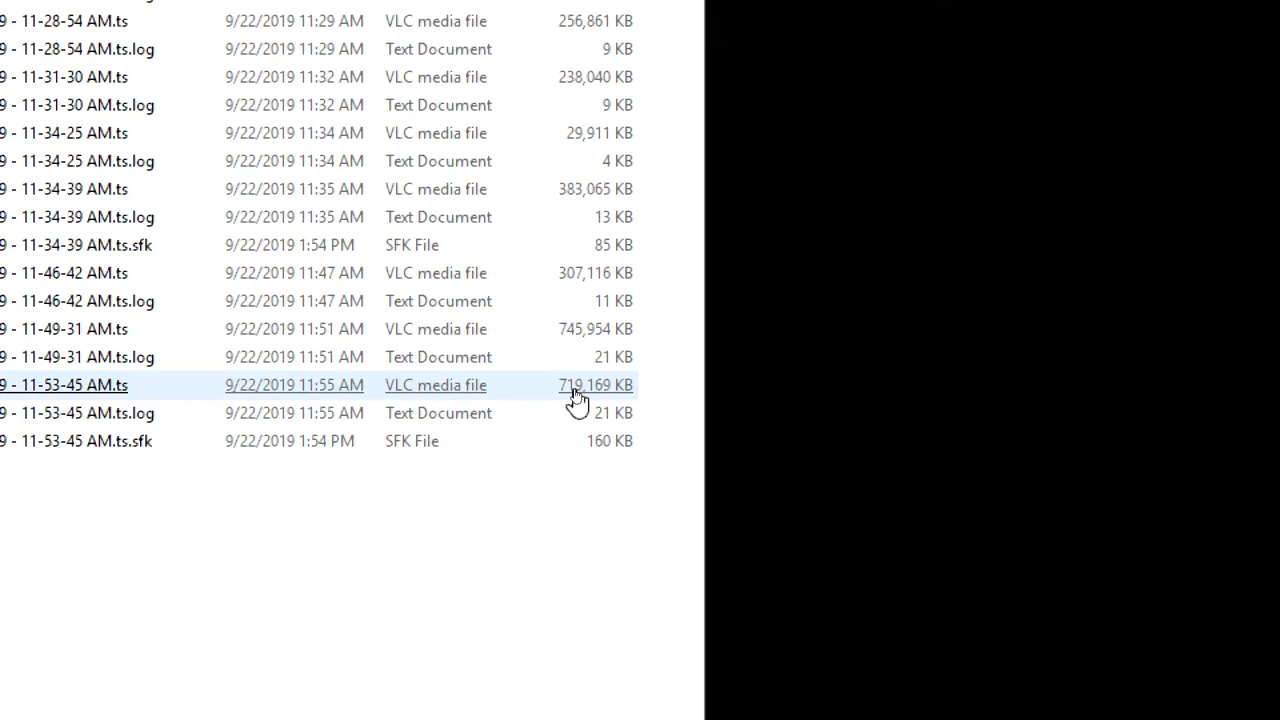 9 - 11-28-54 AM.ts 9/22/2019 11:29 AM VLC media file 256,861 KB
9 - 11-28-54 AM.ts.log 9/22/2019 11:29 AM Text Document 9 KB
9 - 11-31-30 AM.ts 9/22/2019 11:32 AM VLC media file 238,040 KB
9 - 11-31-30 AM.ts.log 9/22/2019 11:32 AM Text Document 9 KB
9 - 11-34-25 AM.ts 9/22/2019 11:34 AM VLC media file 29,911 KB
9 - 11-34-25 AM.ts.log 9/22/2019 11:34 AM Text Document 4 KB
9 - 11-34-39 AM.ts 9/22/2019 11:35 AM VLC media file 383,065 KB
9 - 11-34-39 AM.ts.log 9/22/2019 11:35 AM Text Document 13 KB
9 - 11-34-39 AM.ts.sfk 9/22/2019 1:54 PM SFK File 85 KB
9 - 11-46-42 AM.ts 9/22/2019 11:47 AM VLC media file 307,116 KB
9 - 11-46-42 AM.ts.log 9/22/2019 11:47 AM Text Document 11 KB
9 - 11-49-31 AM.ts 9/22/2019 11:51 AM VLC media file 745,954 KB
9 - 11-49-31 AM.ts.log 9/22/2019 11:51 AM Text Document 21 KB
9 - 11-53-45 AM.ts 9/22/2019 11:55 AM VLC media file 719,169 KB
9 - 11-53-45 AM.ts.log 9/22/2019 11:55 AM Text Document 21 KB
9 - 11-53-45 AM.ts.sfk 9/22/2019 1:54 PM SFK File 160 KB